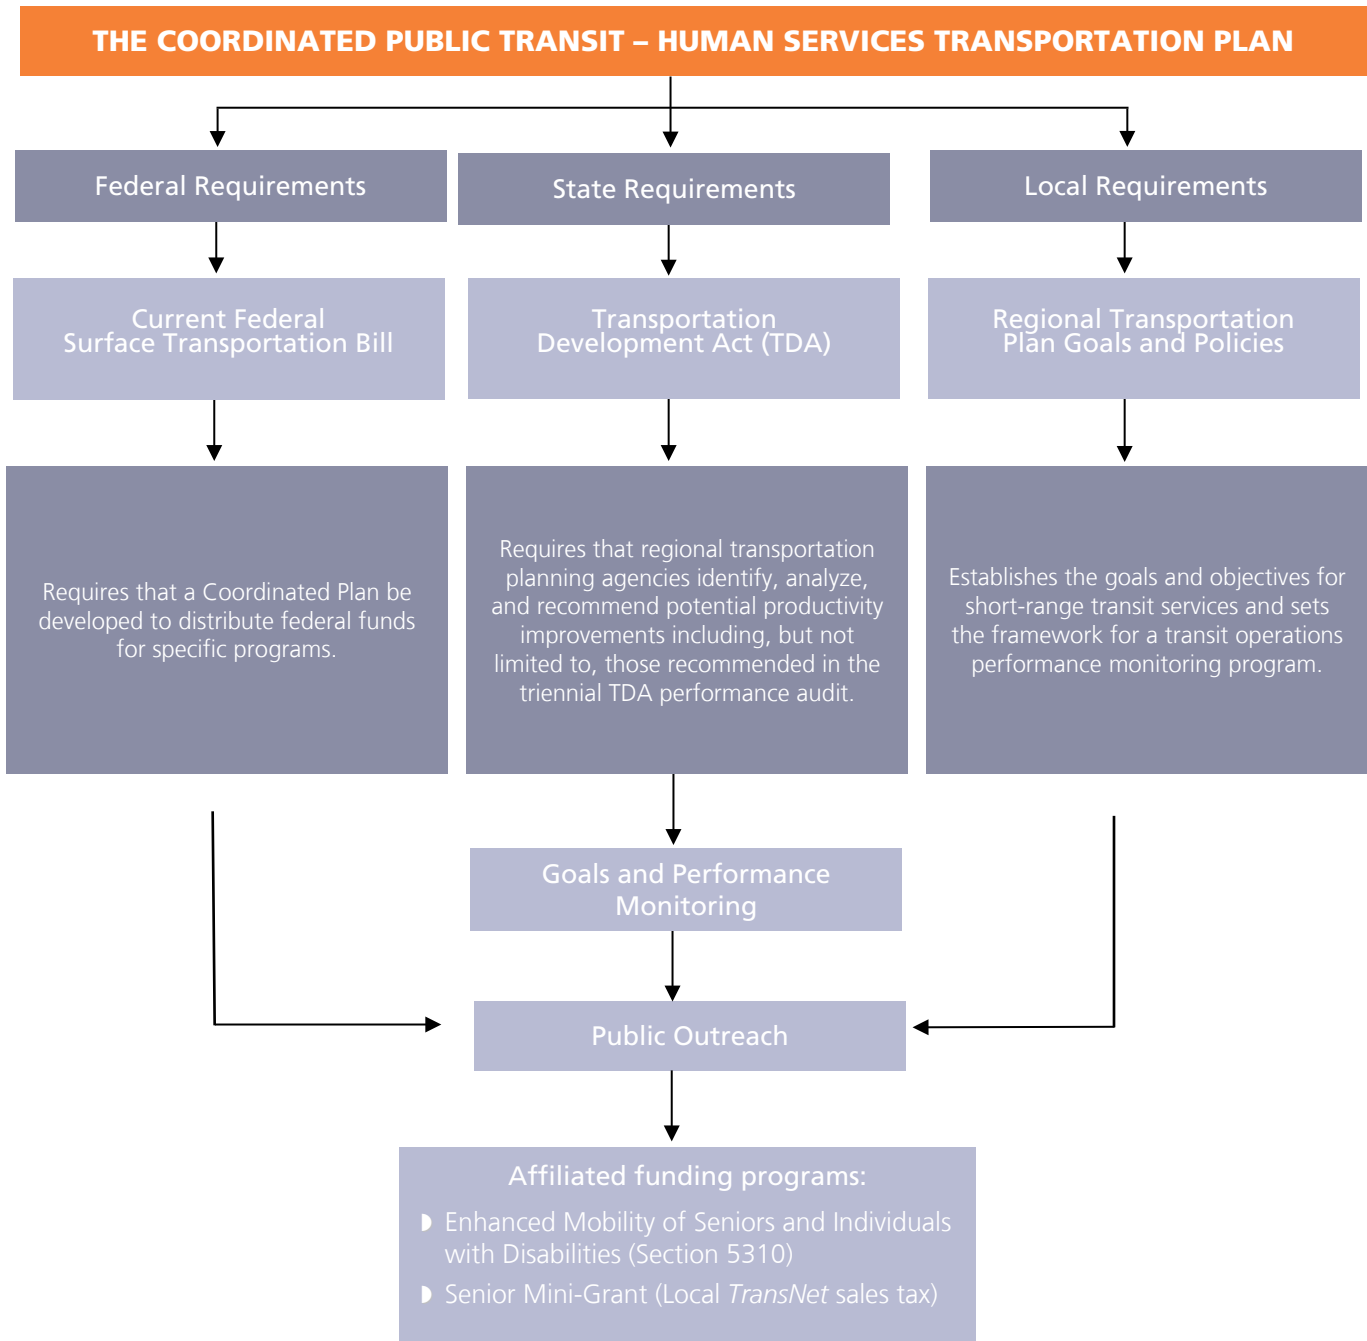 THE COORDINATED PUBLIC TRANSIT – HUMAN SERVICES TRANSPORTATION PLAN
Federal Requirements
State Requirements
Local Requirements
Current Federal
Surface Transportation Bill
Transportation
Development Act (TDA)
Regional Transportation
Plan Goals and Policies
Requires that a Coordinated Plan be
developed to distribute federal funds
for specific programs.
Requires that regional transportation
planning agencies identify, analyze,
and recommend potential productivity
improvements including, but not
limited to, those recommended in the
triennial TDA performance audit.
Establishes the goals and objectives for
short-range transit services and sets
the framework for a transit operations
performance monitoring program.
Goals and Performance
Monitoring
Public Outreach
Affiliated funding programs:
Enhanced Mobility of Seniors and Individuals
with Disabilities (Section 5310)
Senior Mini-Grant (Local TransNet sales tax)